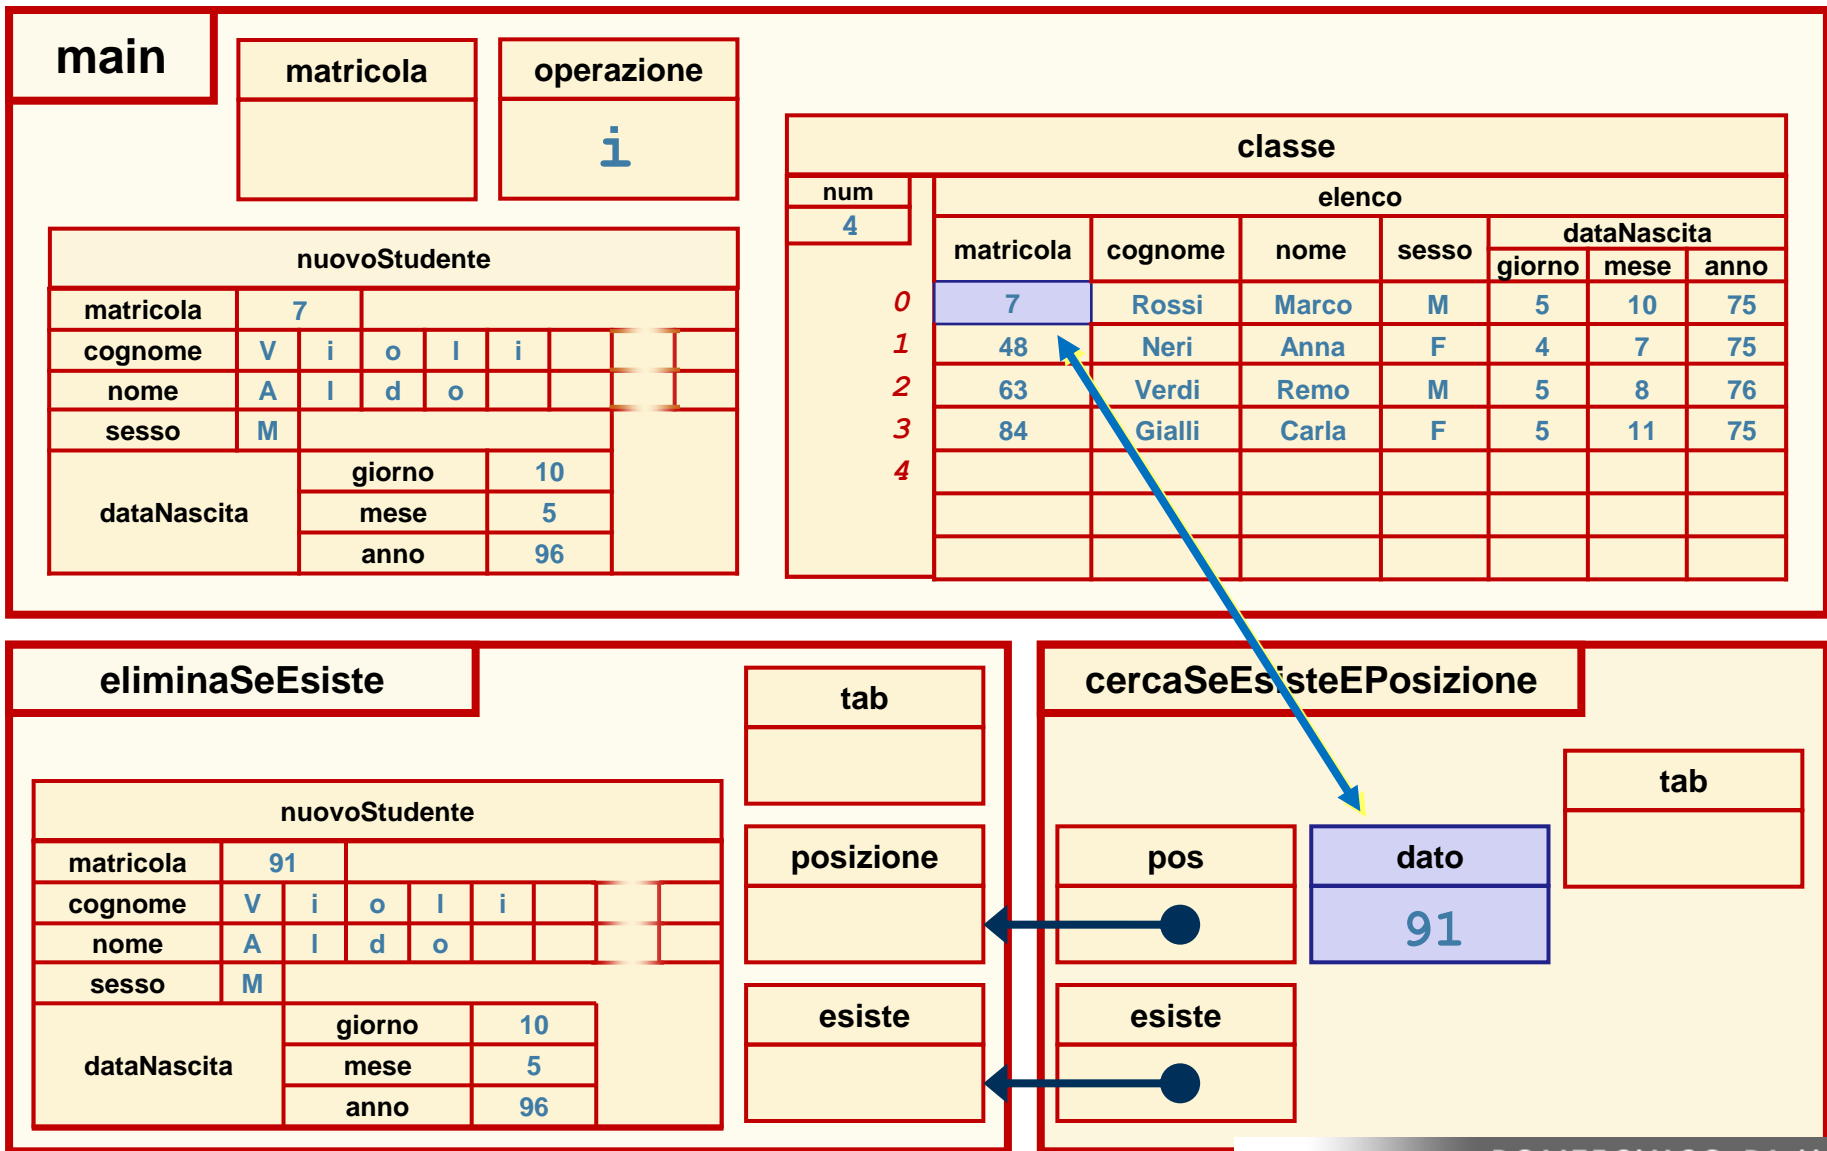 main
matricola
operazione
i
classe
num
elenco
4
matricola cognome nome sesso dataNascita
giorno mese anno
0 7 Rossi Marco M 5 10 75
1 48 Neri Anna F 4 7 75
2 63 Verdi Remo M 5 8 76
3 84 Gialli Carla F 5 11 75
4
nuovoStudente
matricola 7
cognome V i o l i
nome A l d o
sesso M
dataNascita
giorno 10
mese 5
anno 96
eliminaSeEsiste
tab
nuovoStudente
matricola 91
cognome V i o l i
nome A l d o
sesso M
dataNascita
giorno 10
mese 5
anno 96
posizione
esiste
cercaSeEsisteEPosizione
tab
pos
dato
91
esiste